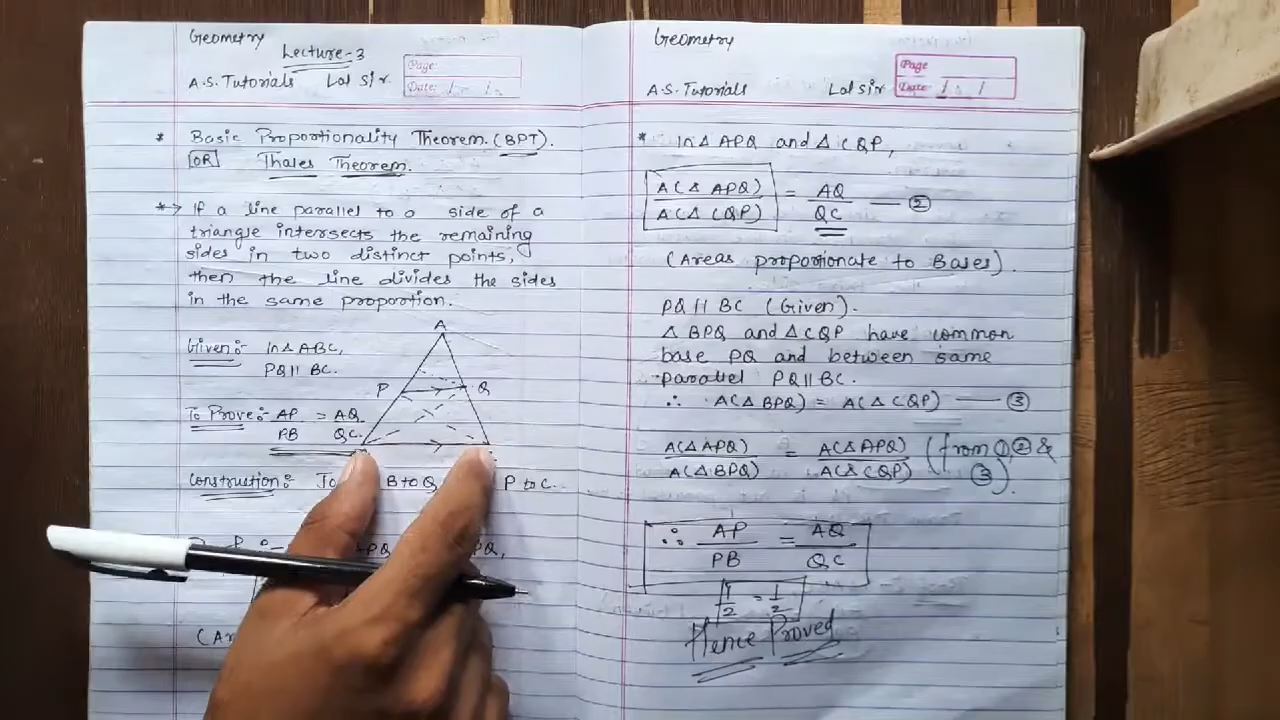 Geometry
Lecture-3
A.S. Tutorials Lal Sir
Page:
Date:
* Basic Proportionality Theorem. (BPT).
OR Thales Theorem.
*→ If a line parallel to a side of a
triangle intersects the remaining
sides in two distinct points,
then the line divides the sides
in the same proportion.
Given:- In Δ ABC,
PQ || BC.
A
P
Q
To Prove:- AP/PB = AQ/QC.
Construction:- B to Q, P to C.
PQ,
Geometry
A.S. Tutorials Lal Sir
Page
Date
* In Δ APQ and Δ CQP,
A(Δ APQ)/A(Δ CQP) = AQ/QC — ②
(Areas proportionate to Bases).
PQ || BC (Given).
Δ BPQ and Δ CQP have common
base PQ and between same
parallel PQ || BC.
∴ A(Δ BPQ) = A(Δ CQP) — ③
A(Δ APQ)/A(Δ BPQ) = A(Δ APQ)/A(Δ CQP) (from ①,② &
③).
∴ AP/PB = AQ/QC
1/2 = 1/2
Hence Proved